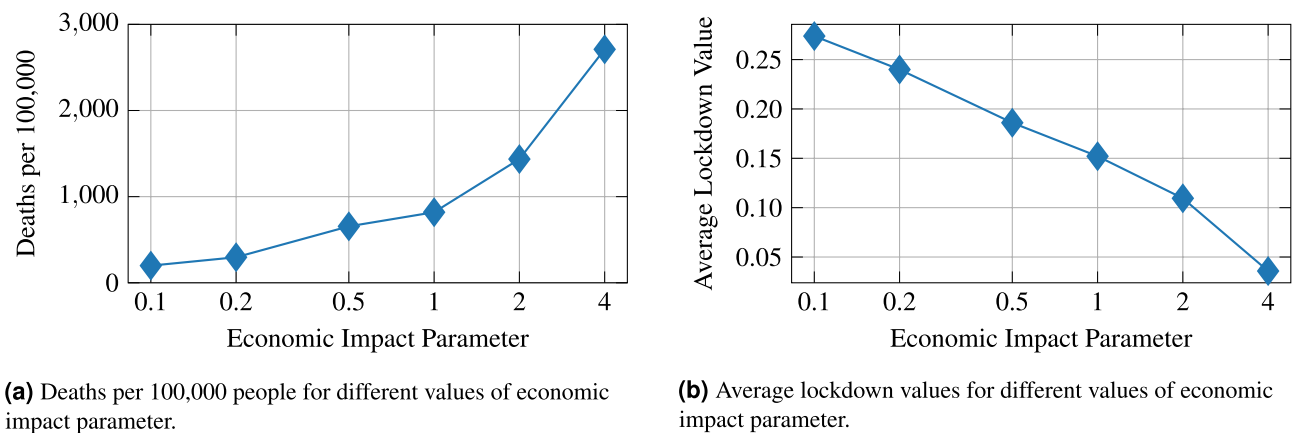 3,000
2,000
1,000
0
Deaths per 100,000
0.1 0.2 0.5 1 2 4
Economic Impact Parameter
(a) Deaths per 100,000 people for different values of economic
impact parameter.
0.25
0.20
0.15
0.10
0.05
Average Lockdown Value
0.1 0.2 0.5 1 2 4
Economic Impact Parameter
(b) Average lockdown values for different values of economic
impact parameter.